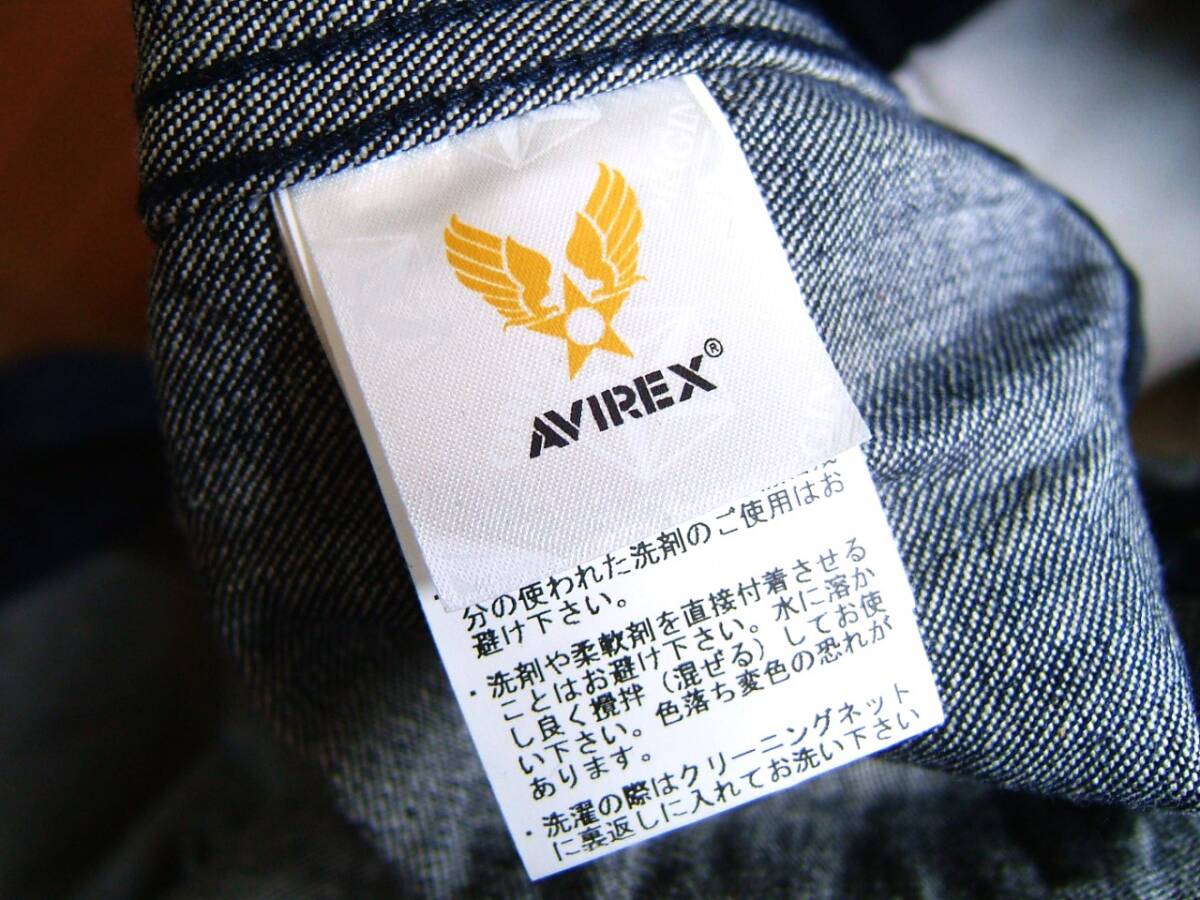 AVIREX®
分の使われた洗剤のご使用はお
避け下さい。
・洗剤や柔軟剤を直接付着させる
ことはお避け下さい。水に溶か
し良く攪拌（混ぜる）してお使
い下さい。色落ち変色の恐れが
あります。
・洗濯の際はクリーニングネット
に裏返しに入れてお洗い下さい